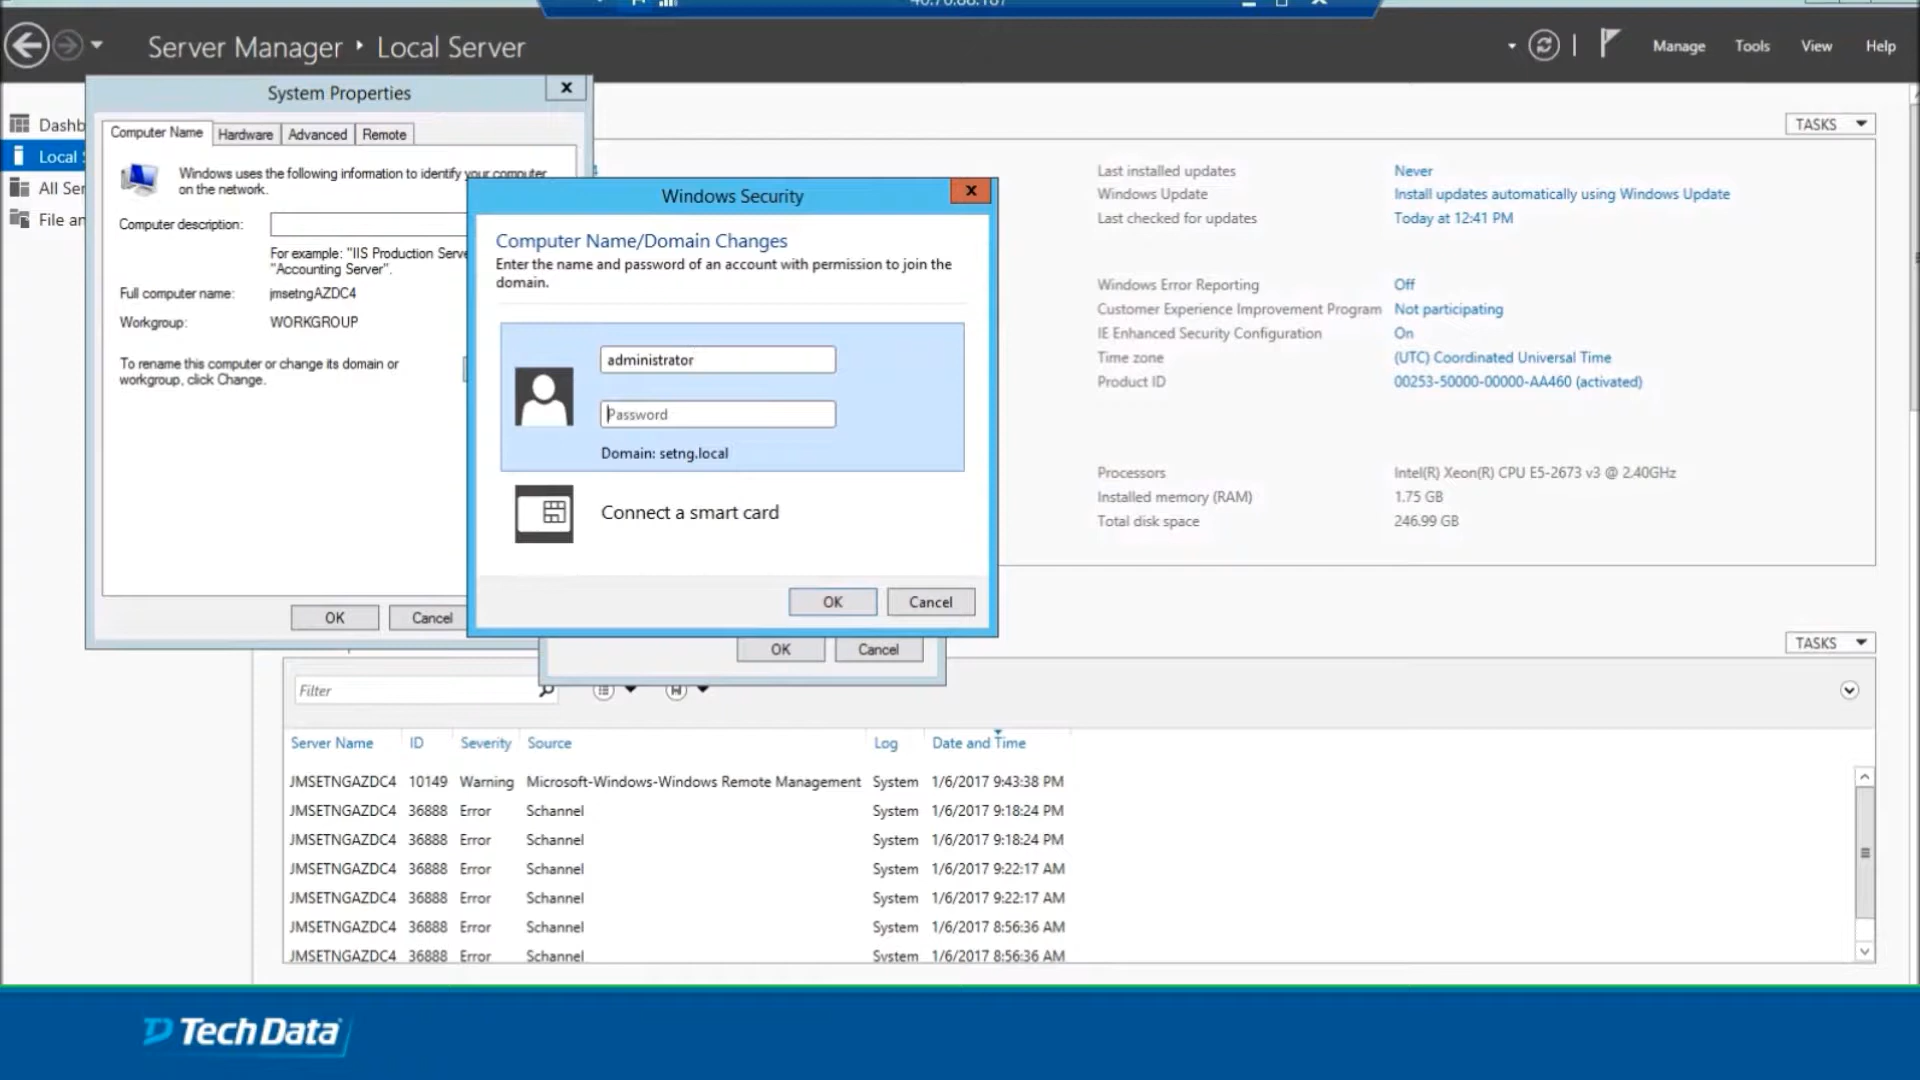 Server Manager ‣ Local Server
Manage Tools View Help
System Properties
Computer Name Hardware Advanced Remote
Windows uses the following information to identify your computer
on the network.
Computer description:
For example: "IIS Production Serve
"Accounting Server".
Full computer name: jmsetngAZDC4
Workgroup: WORKGROUP
To rename this computer or change its domain or
workgroup, click Change.
OK Cancel
Dashb
Local S
All Ser
File an
Windows Security
Computer Name/Domain Changes
Enter the name and password of an account with permission to join the
domain.
administrator
Password
Domain: setng.local
Connect a smart card
OK Cancel
OK Cancel
TASKS
Last installed updates Never
Windows Update Install updates automatically using Windows Update
Last checked for updates Today at 12:41 PM
Windows Error Reporting Off
Customer Experience Improvement Program Not participating
IE Enhanced Security Configuration On
Time zone (UTC) Coordinated Universal Time
Product ID 00253-50000-00000-AA460 (activated)
Processors Intel(R) Xeon(R) CPU E5-2673 v3 @ 2.40GHz
Installed memory (RAM) 1.75 GB
Total disk space 246.99 GB
TASKS
Filter
Server Name ID Severity Source Log Date and Time
JMSETNGAZDC4 10149 Warning Microsoft-Windows-Windows Remote Management System 1/6/2017 9:43:38 PM
JMSETNGAZDC4 36888 Error Schannel System 1/6/2017 9:18:24 PM
JMSETNGAZDC4 36888 Error Schannel System 1/6/2017 9:18:24 PM
JMSETNGAZDC4 36888 Error Schannel System 1/6/2017 9:22:17 AM
JMSETNGAZDC4 36888 Error Schannel System 1/6/2017 9:22:17 AM
JMSETNGAZDC4 36888 Error Schannel System 1/6/2017 8:56:36 AM
JMSETNGAZDC4 36888 Error Schannel System 1/6/2017 8:56:36 AM
Tech Data